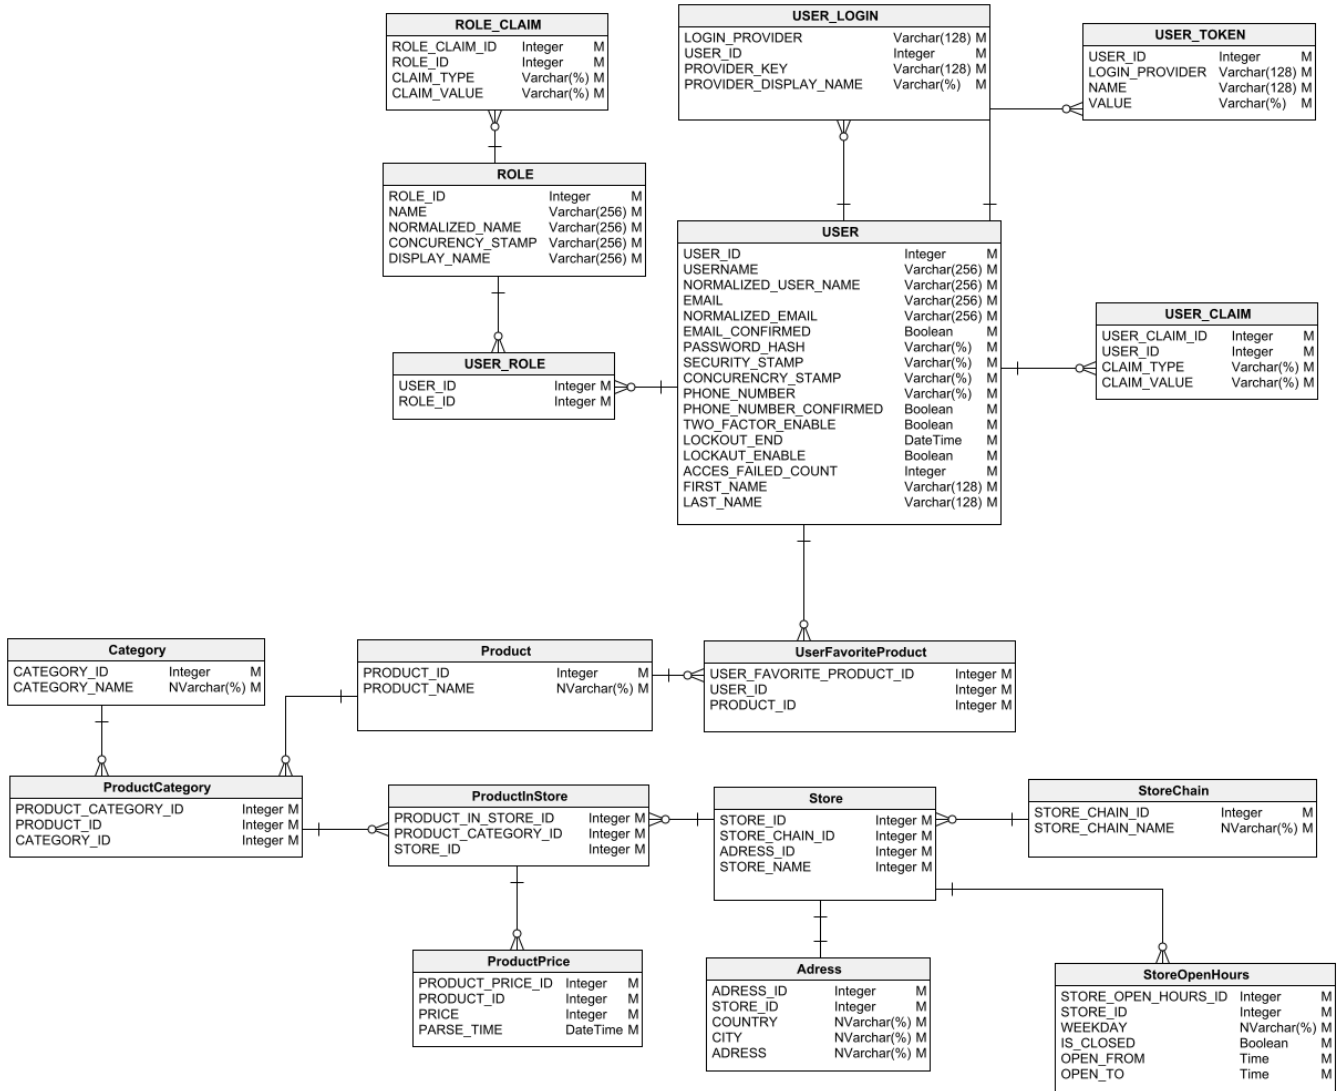 ROLE_CLAIM
ROLE_CLAIM_ID Integer M
ROLE_ID Integer M
CLAIM_TYPE Varchar(%) M
CLAIM_VALUE Varchar(%) M
USER_LOGIN
LOGIN_PROVIDER Varchar(128) M
USER_ID Integer M
PROVIDER_KEY Varchar(128) M
PROVIDER_DISPLAY_NAME Varchar(%) M
USER_TOKEN
USER_ID Integer M
LOGIN_PROVIDER Varchar(128) M
NAME Varchar(128) M
VALUE Varchar(%) M
ROLE
ROLE_ID Integer M
NAME Varchar(256) M
NORMALIZED_NAME Varchar(256) M
CONCURENCY_STAMP Varchar(256) M
DISPLAY_NAME Varchar(256) M
USER
USER_ID Integer M
USERNAME Varchar(256) M
NORMALIZED_USER_NAME Varchar(256) M
EMAIL Varchar(256) M
NORMALIZED_EMAIL Varchar(256) M
EMAIL_CONFIRMED Boolean M
PASSWORD_HASH Varchar(%) M
SECURITY_STAMP Varchar(%) M
CONCURENCRY_STAMP Varchar(%) M
PHONE_NUMBER Varchar(%) M
PHONE_NUMBER_CONFIRMED Boolean M
TWO_FACTOR_ENABLE Boolean M
LOCKOUT_END DateTime M
LOCKAUT_ENABLE Boolean M
ACCES_FAILED_COUNT Integer M
FIRST_NAME Varchar(128) M
LAST_NAME Varchar(128) M
USER_CLAIM
USER_CLAIM_ID Integer M
USER_ID Integer M
CLAIM_TYPE Varchar(%) M
CLAIM_VALUE Varchar(%) M
USER_ROLE
USER_ID Integer M
ROLE_ID Integer M
Category
CATEGORY_ID Integer M
CATEGORY_NAME NVarchar(%) M
Product
PRODUCT_ID Integer M
PRODUCT_NAME NVarchar(%) M
UserFavoriteProduct
USER_FAVORITE_PRODUCT_ID Integer M
USER_ID Integer M
PRODUCT_ID Integer M
ProductCategory
PRODUCT_CATEGORY_ID Integer M
PRODUCT_ID Integer M
CATEGORY_ID Integer M
ProductInStore
PRODUCT_IN_STORE_ID Integer M
PRODUCT_CATEGORY_ID Integer M
STORE_ID Integer M
Store
STORE_ID Integer M
STORE_CHAIN_ID Integer M
ADRESS_ID Integer M
STORE_NAME Integer M
StoreChain
STORE_CHAIN_ID Integer M
STORE_CHAIN_NAME NVarchar(%) M
ProductPrice
PRODUCT_PRICE_ID Integer M
PRODUCT_ID Integer M
PRICE Integer M
PARSE_TIME DateTime M
Adress
ADRESS_ID Integer M
STORE_ID Integer M
COUNTRY NVarchar(%) M
CITY NVarchar(%) M
ADRESS NVarchar(%) M
StoreOpenHours
STORE_OPEN_HOURS_ID Integer M
STORE_ID Integer M
WEEKDAY NVarchar(%) M
IS_CLOSED Boolean M
OPEN_FROM Time M
OPEN_TO Time M